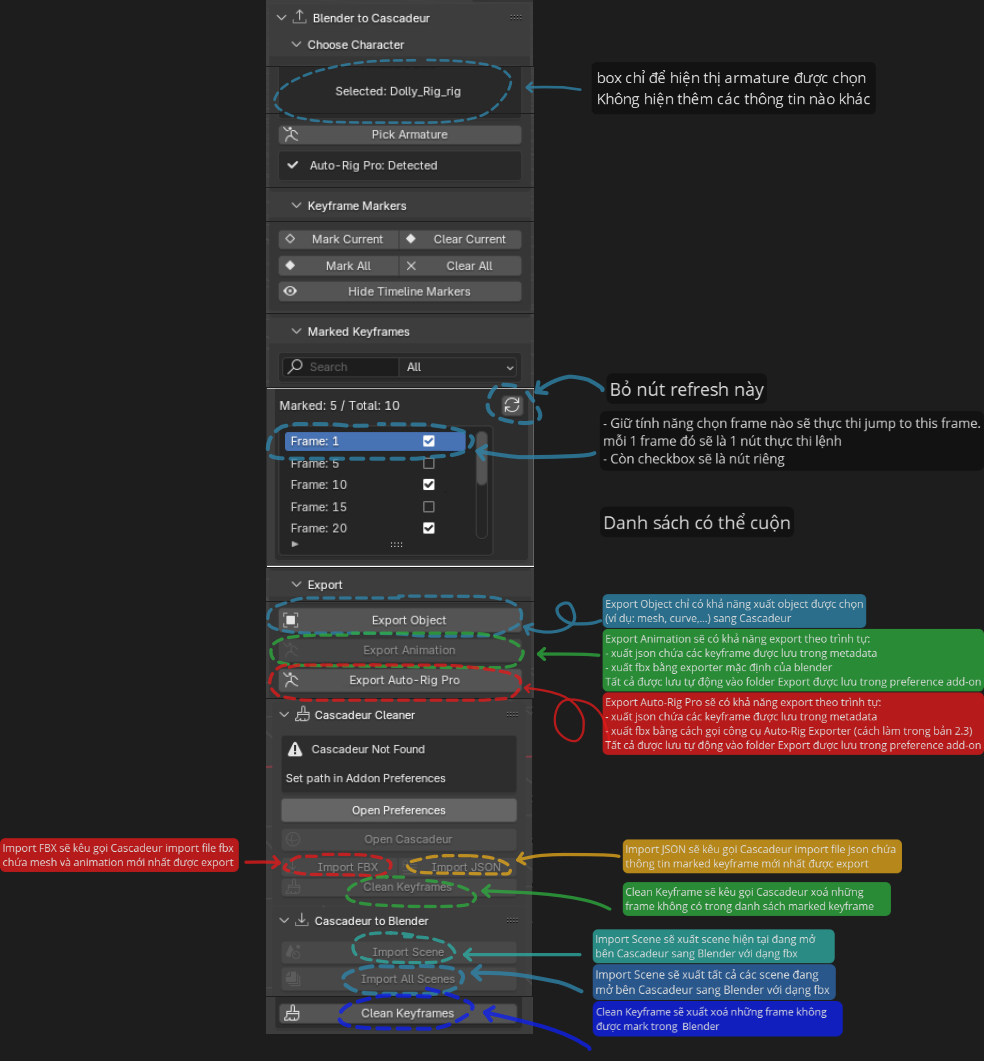 Blender to Cascadeur
Choose Character
Selected: Dolly_Rig_rig
box chỉ để hiện thị armature được chọn
Không hiện thêm các thông tin nào khác
Pick Armature
Auto-Rig Pro: Detected
Keyframe Markers
Mark Current
Clear Current
Mark All
Clear All
Hide Timeline Markers
Marked Keyframes
Search
All
Bỏ nút refresh này
Marked: 5 / Total: 10
- Giữ tính năng chọn frame nào sẽ thực thi jump to this frame.
mỗi 1 frame đó sẽ là 1 nút thực thi lệnh
- Còn checkbox sẽ là nút riêng
Frame: 1
Frame: 5
Frame: 10
Frame: 15
Frame: 20
Danh sách có thể cuộn
Export
Export Object
Export Object chỉ có khả năng xuất object được chọn
(ví dụ: mesh, curve,...) sang Cascadeur
Export Animation
Export Animation sẽ có khả năng export theo trình tự:
- xuất json chứa các keyframe được lưu trong metadata
- xuất fbx bằng exporter mặc định của blender
Tất cả được lưu tự động vào folder Export được lưu trong preference add-on
Export Auto-Rig Pro
Export Auto-Rig Pro sẽ có khả năng export theo trình tự:
- xuất json chứa các keyframe được lưu trong metadata
- xuất fbx bằng cách gọi công cụ Auto-Rig Exporter (cách làm trong bản 2.3)
Tất cả được lưu tự động vào folder Export được lưu trong preference add-on
Cascadeur Cleaner
Cascadeur Not Found
Set path in Addon Preferences
Open Preferences
Open Cascadeur
Import FBX sẽ kêu gọi Cascadeur import file fbx
chứa mesh và animation mới nhất được export
Import FBX
Import JSON
Import JSON sẽ kêu gọi Cascadeur import file json chứa
thông tin marked keyframe mới nhất được export
Clean Keyframes
Clean Keyframe sẽ kêu gọi Cascadeur xoá những
frame không có trong danh sách marked keyframe
Cascadeur to Blender
Import Scene
Import Scene sẽ xuất scene hiện tại đang mở
bên Cascadeur sang Blender với dạng fbx
Import All Scenes
Import Scene sẽ xuất tất cả các scene đang
mở bên Cascadeur sang Blender với dạng fbx
Clean Keyframes
Clean Keyframe sẽ xuất xoá những frame không
được mark trong Blender